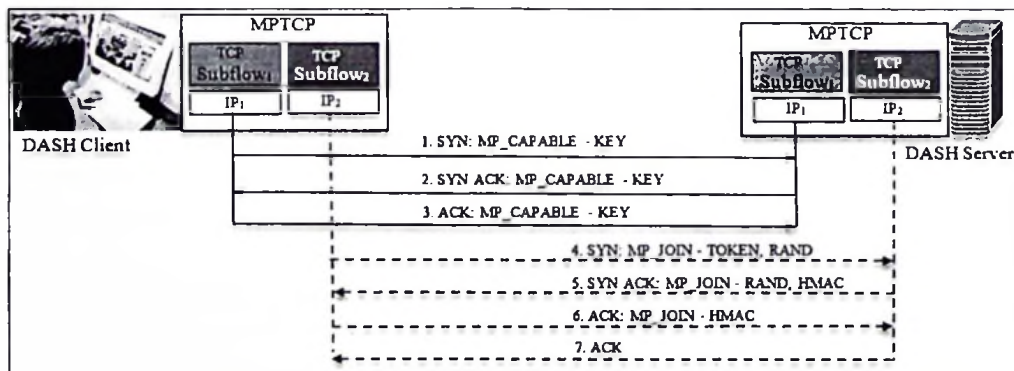 MPTCP
TCP
Subflow₁
TCP
Subflow₂
IP₁
IP₂
DASH Client
MPTCP
TCP
Subflow₁
TCP
Subflow₂
IP₁
IP₂
DASH Server
1. SYN: MP_CAPABLE - KEY
2. SYN ACK: MP_CAPABLE - KEY
3. ACK: MP_CAPABLE - KEY
4. SYN: MP_JOIN - TOKEN, RAND
5. SYN ACK: MP_JOIN - RAND, HMAC
6. ACK: MP_JOIN - HMAC
7. ACK